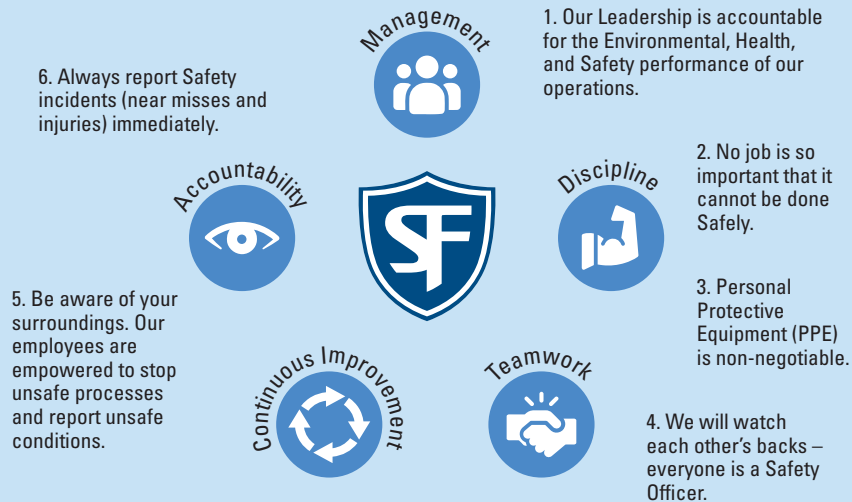 Management
1. Our Leadership is accountable
for the Environmental, Health,
and Safety performance of our
operations.
Discipline
2. No job is so
important that it
cannot be done
Safely.
3. Personal
Protective
Equipment (PPE)
is non-negotiable.
Teamwork
4. We will watch
each other’s backs –
everyone is a Safety
Officer.
Continuous Improvement
5. Be aware of your
surroundings. Our
employees are
empowered to stop
unsafe processes
and report unsafe
conditions.
Accountability
6. Always report Safety
incidents (near misses and
injuries) immediately.
SF